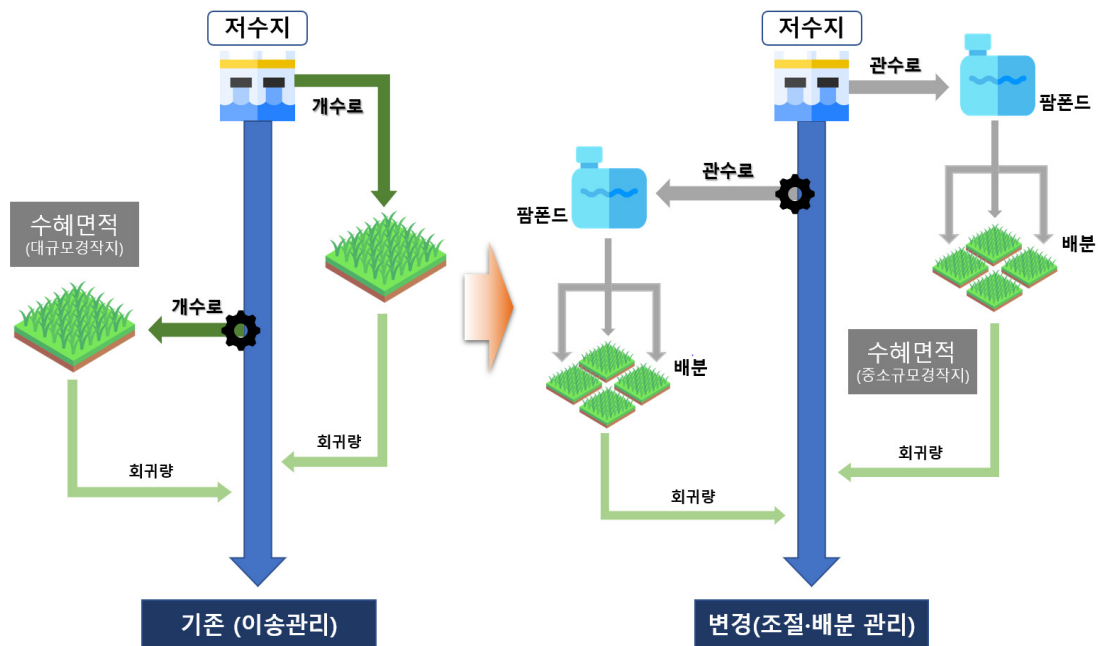 저수지
개수로
수혜면적
(대규모경작지)
개수로
회귀량
회귀량
기존 (이송관리)
저수지
관수로
팜폰드
관수로
팜폰드
배분
배분
수혜면적
(중소규모경작지)
회귀량
회귀량
변경(조절·배분 관리)